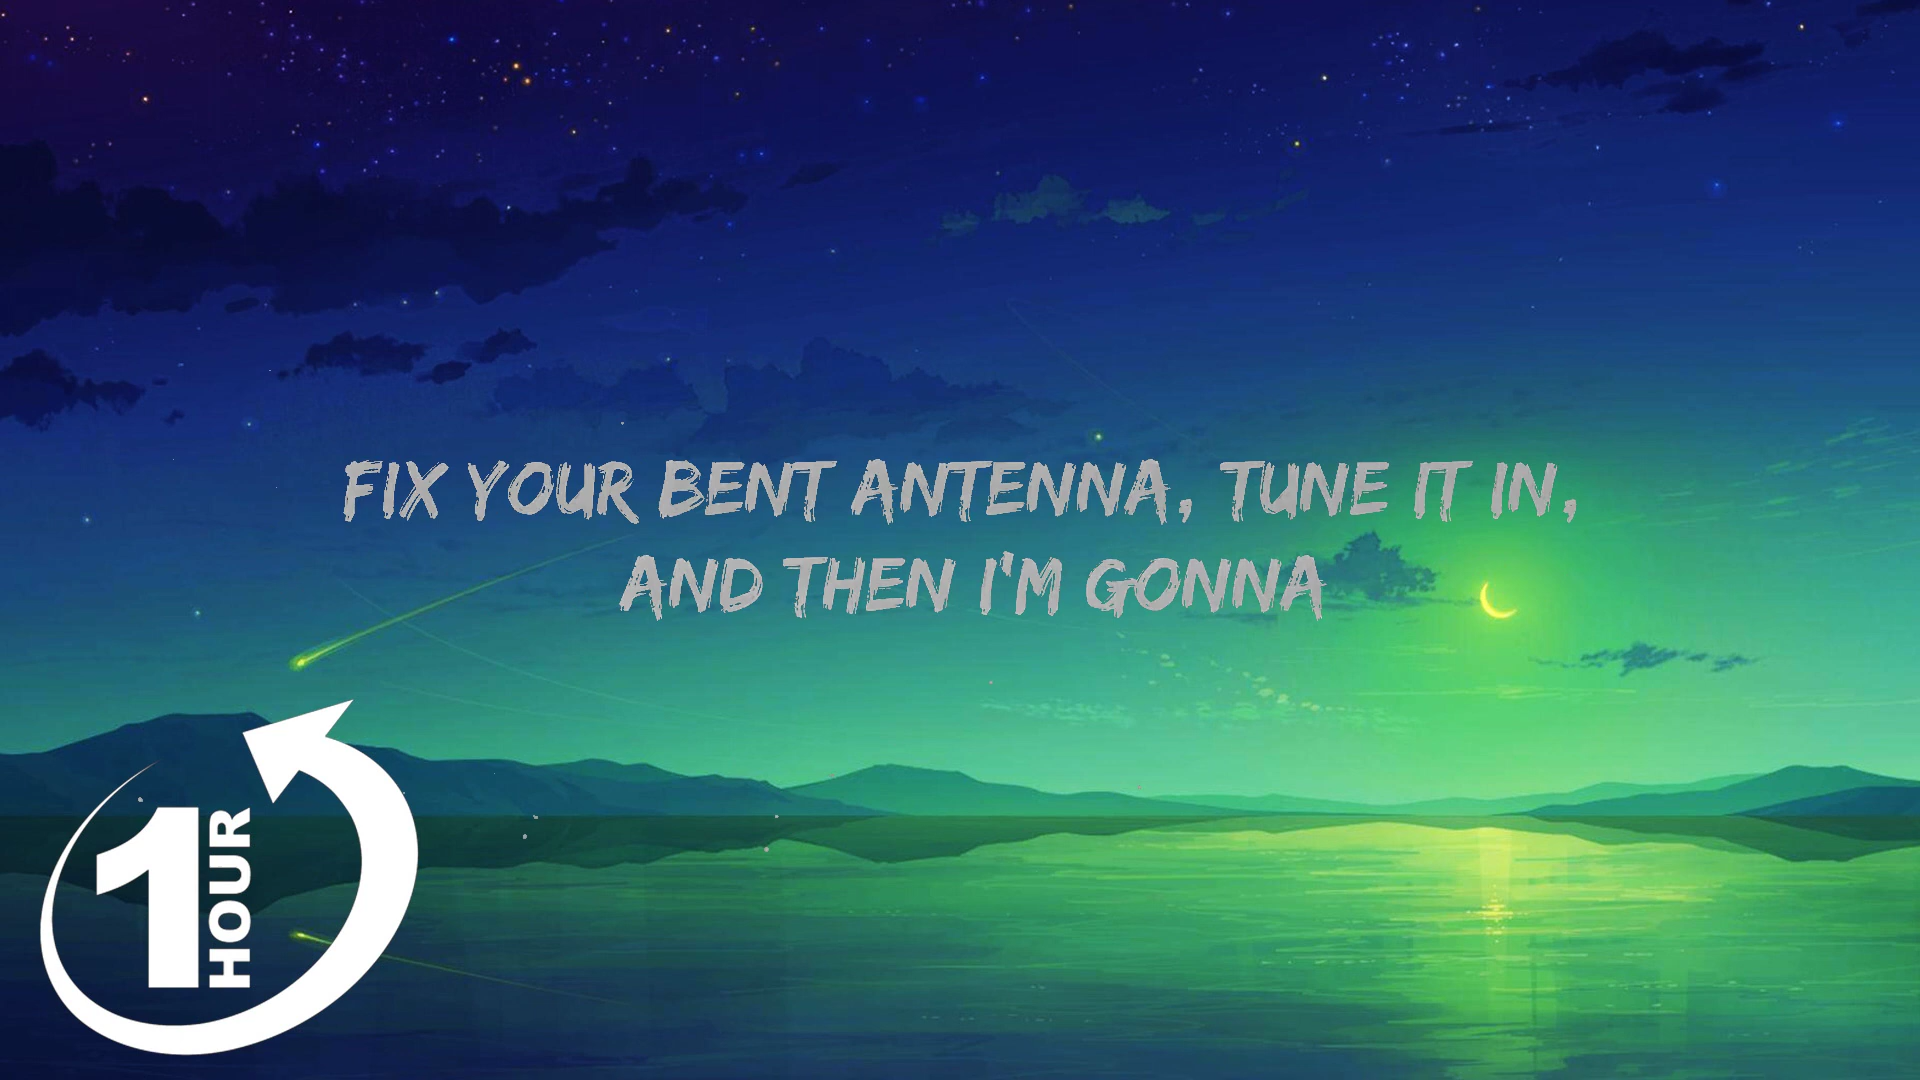 FIX YOUR BENT ANTENNA, TUNE IT IN,
AND THEN I'M GONNA
1
HOUR